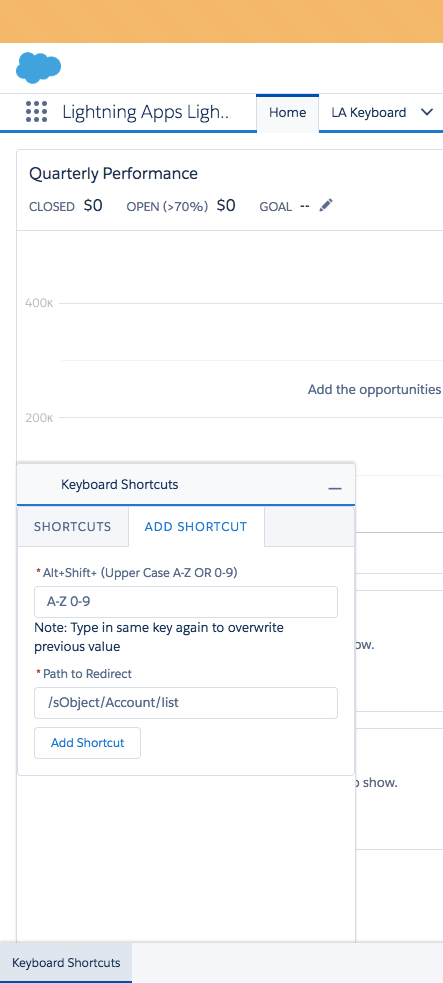 Lightning Apps Ligh..
Home
LA Keyboard
Quarterly Performance
CLOSED $0 OPEN (>70%) $0 GOAL --
400K
Add the opportunities
200K
Keyboard Shortcuts
SHORTCUTS
ADD SHORTCUT
*Alt+Shift+ (Upper Case A-Z OR 0-9)
A-Z 0-9
Note: Type in same key again to overwrite
previous value
ow.
*Path to Redirect
/sObject/Account/list
Add Shortcut
o show.
Keyboard Shortcuts